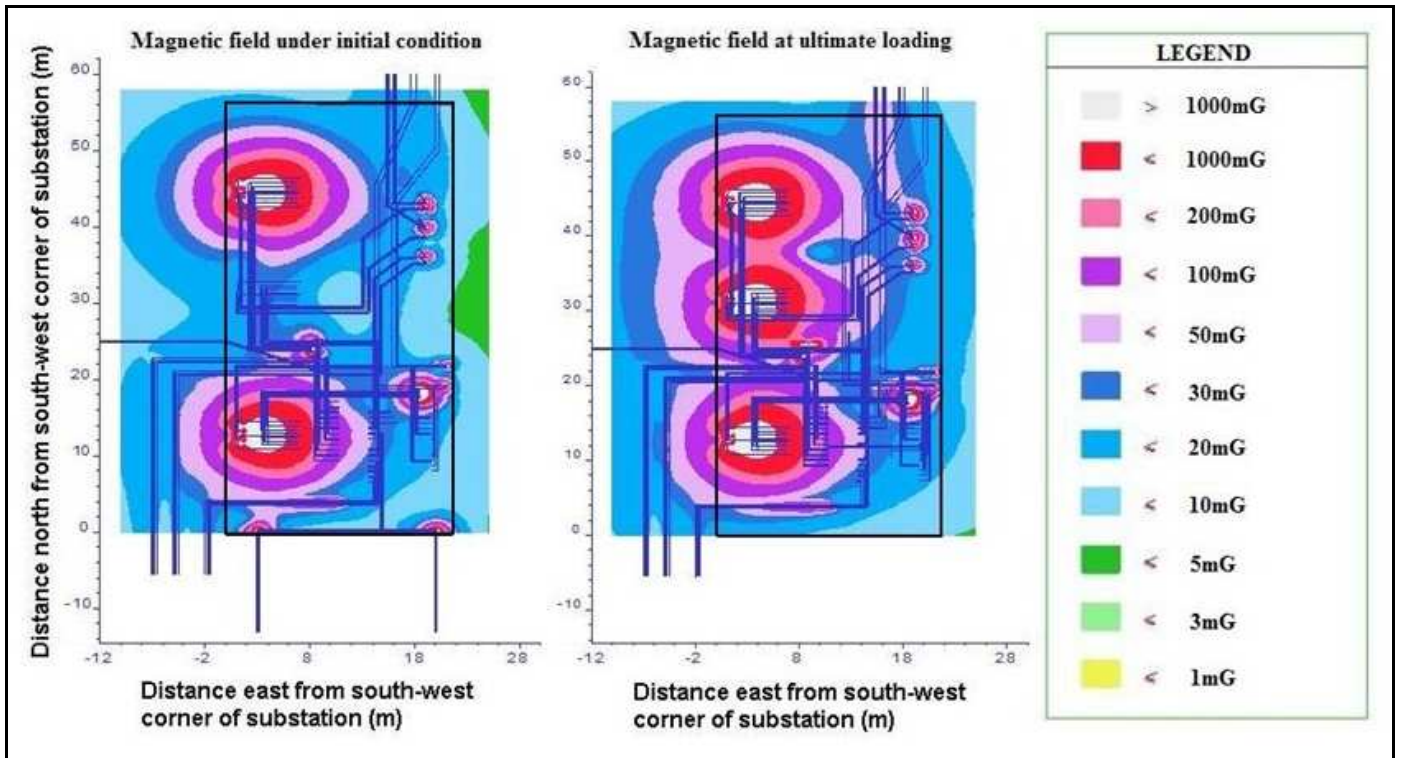 Magnetic field under initial condition
Distance north from south-west corner of substation (m)
60
50
40
30
20
10
0
-10
-12 -2 8 18 28
Distance east from south-west
corner of substation (m)
Magnetic field at ultimate loading
60
50
40
30
20
10
0
-10
-12 -2 8 18 28
Distance east from south-west
corner of substation (m)
LEGEND
> 1000mG
< 1000mG
< 200mG
< 100mG
< 50mG
< 30mG
< 20mG
< 10mG
< 5mG
< 3mG
< 1mG